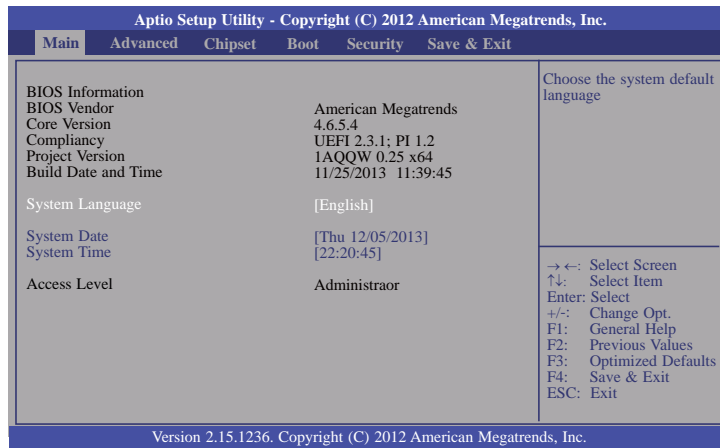 Aptio Setup Utility - Copyright (C) 2012 American Megatrends, Inc.
Main Advanced Chipset Boot Security Save & Exit
BIOS Information
BIOS Vendor American Megatrends
Core Version 4.6.5.4
Compliancy UEFI 2.3.1; PI 1.2
Project Version 1AQQW 0.25 x64
Build Date and Time 11/25/2013 11:39:45
System Language [English]
System Date [Thu 12/05/2013]
System Time [22:20:45]
Access Level Administraor
Choose the system default
language
→←: Select Screen
↑↓: Select Item
Enter: Select
+/-: Change Opt.
F1: General Help
F2: Previous Values
F3: Optimized Defaults
F4: Save & Exit
ESC: Exit
Version 2.15.1236. Copyright (C) 2012 American Megatrends, Inc.